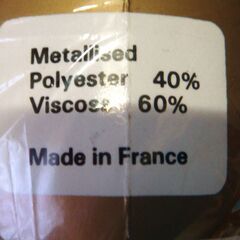 Metallised
Polyester 40%
Viscose 60%
Made in France